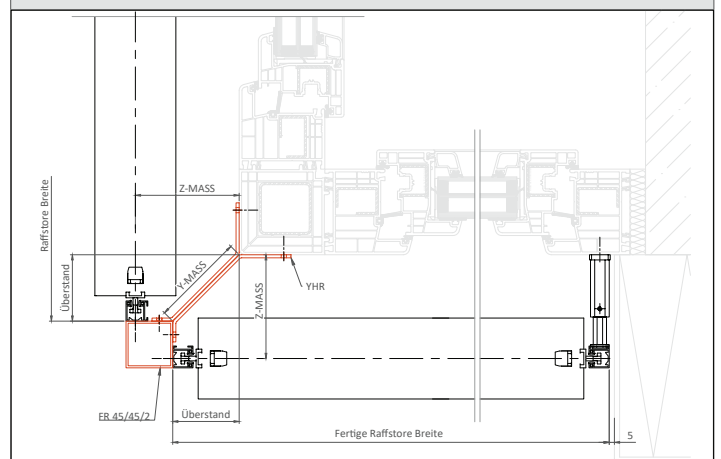 Z-MASS
Raffstore Breite
Überstand
Y-MASS
Z-MASS
YHR
FR 45/45/2
Überstand
Fertige Raffstore Breite
5